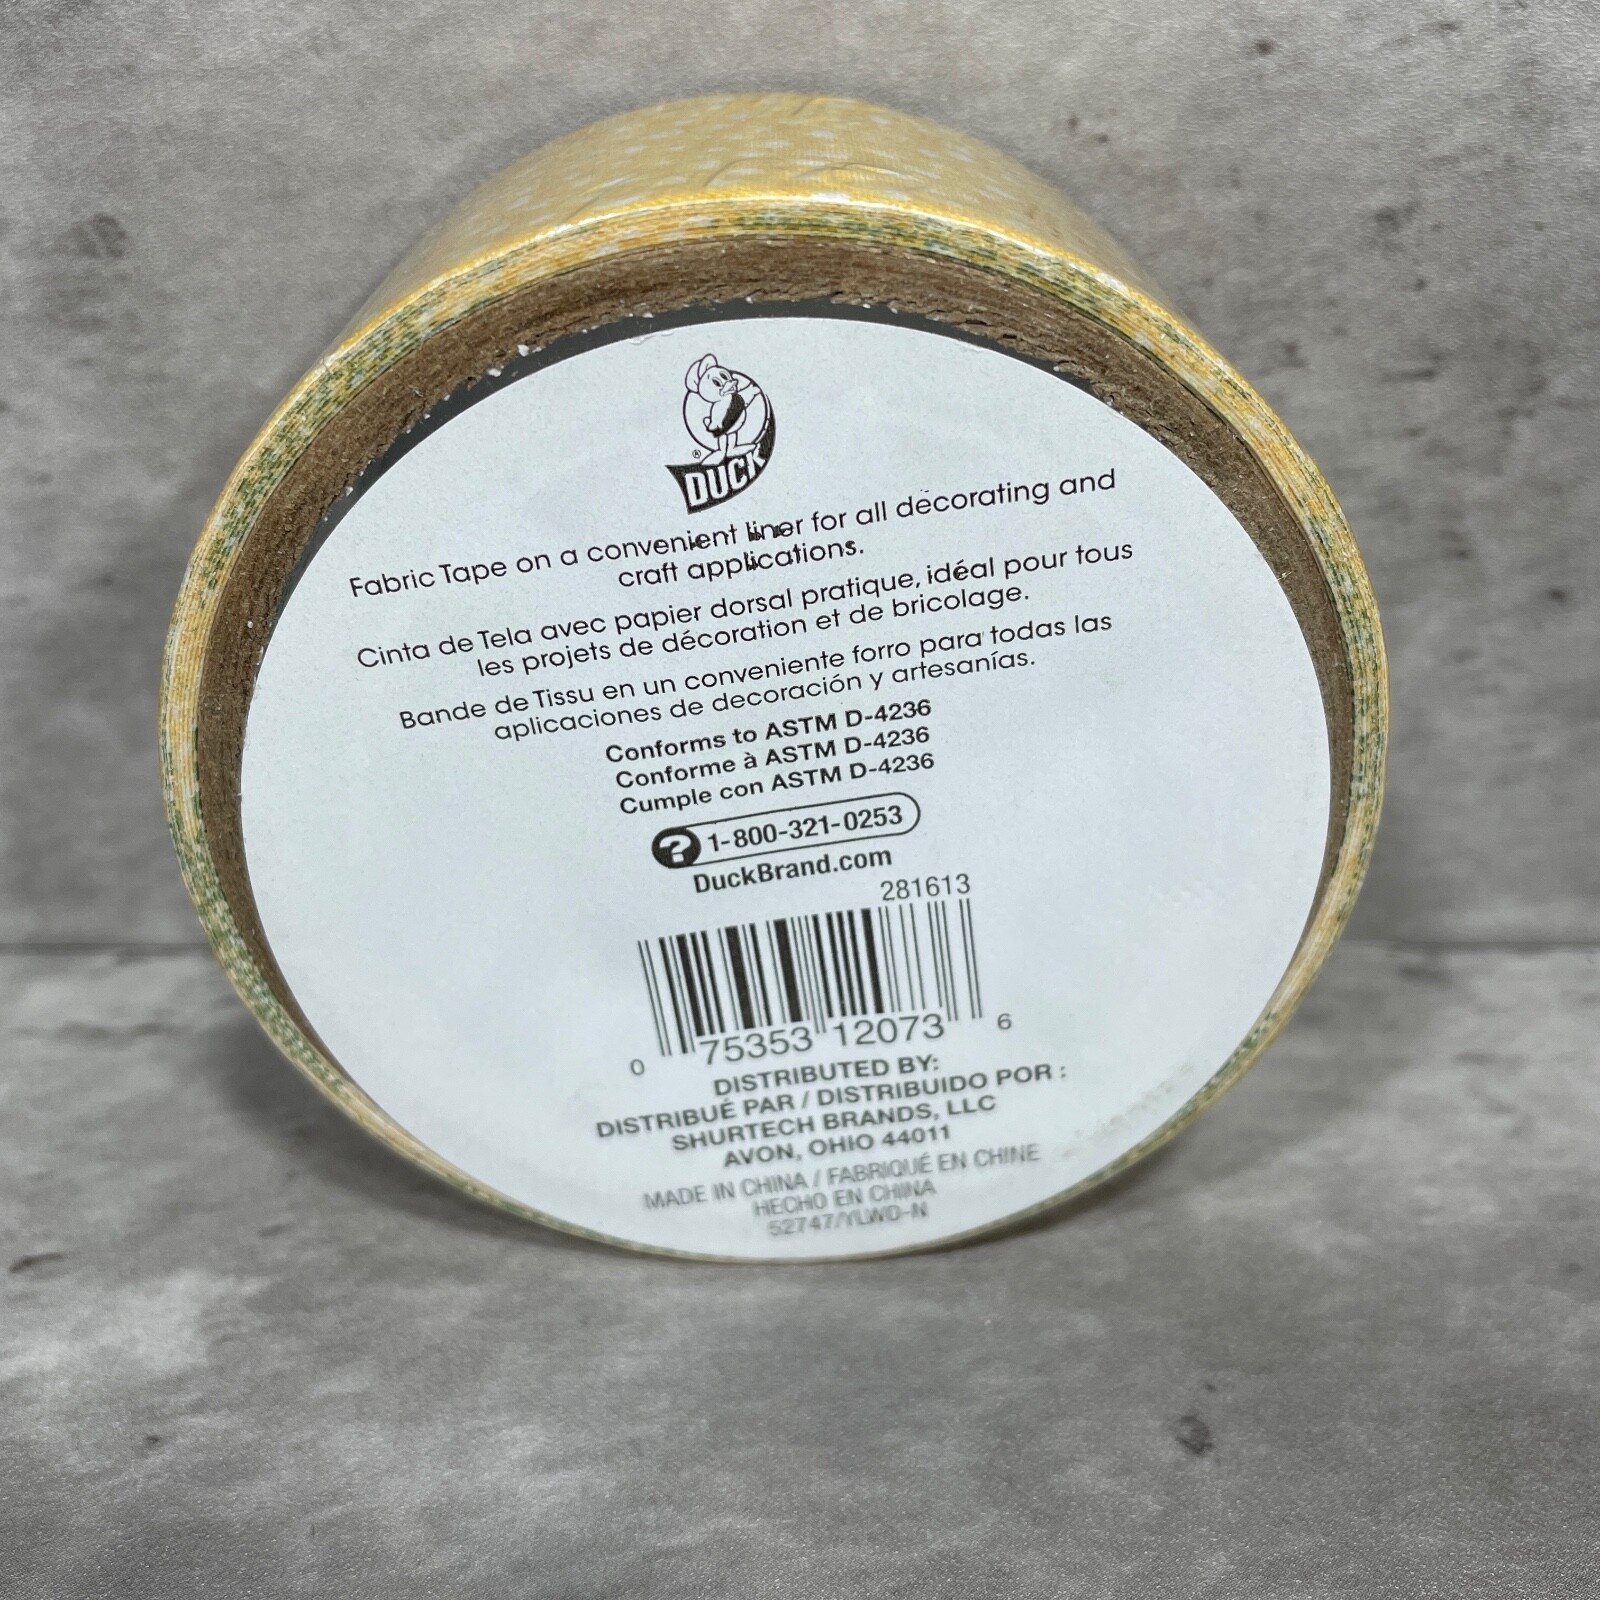 DUCK
®
Fabric Tape on a convenient liner for all decorating and
craft applications.
Cinta de Tela avec papier dorsal pratique, idéal pour tous
les projets de décoration et de bricolage.
Bande de Tissu en un conveniente forro para todas las
aplicaciones de decoración y artesanías.
Conforms to ASTM D-4236
Conforme à ASTM D-4236
Cumple con ASTM D-4236
? 1-800-321-0253
DuckBrand.com
281613
0 75353 12073 6
DISTRIBUTED BY:
DISTRIBUÉ PAR / DISTRIBUIDO POR :
SHURTECH BRANDS, LLC
AVON, OHIO 44011
MADE IN CHINA / FABRIQUÉ EN CHINE
HECHO EN CHINA
52747/YLWD-N